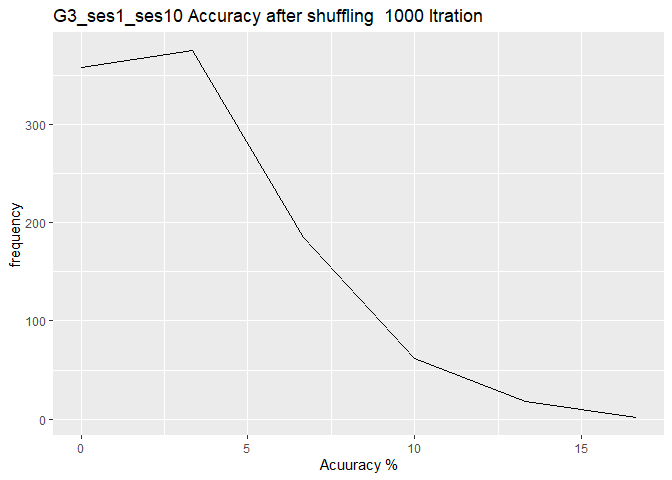 G3_ses1_ses10 Accuracy after shuffling  1000 Itration
300
200
100
0
frequency
0 5 10 15
Acuuracy %